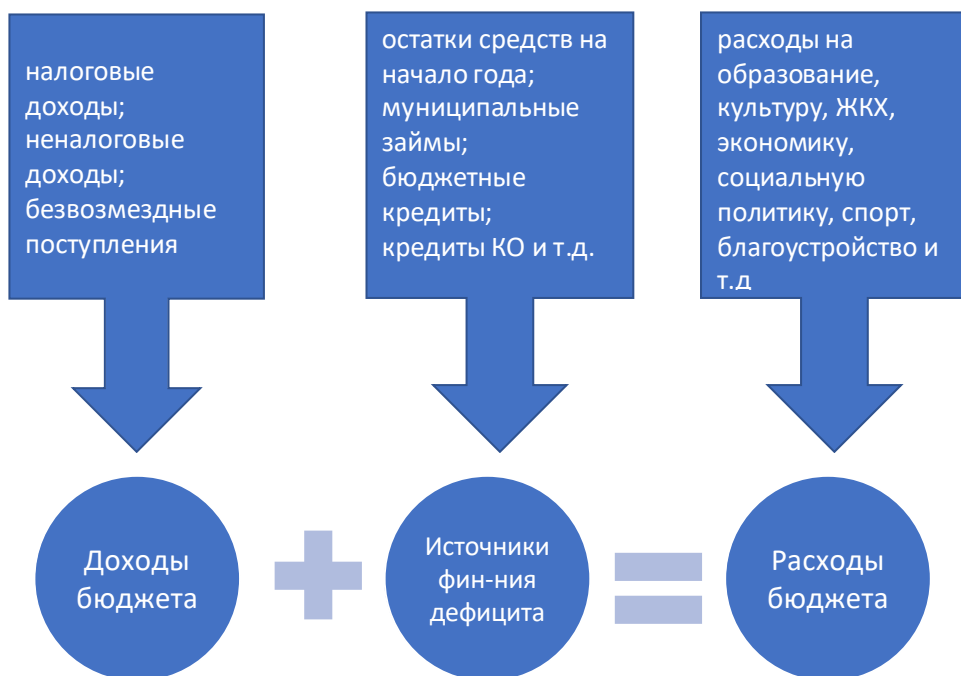 налоговые
доходы;
неналоговые
доходы;
безвозмездные
поступления
остатки средств на
начало года;
муниципальные
займы;
бюджетные
кредиты;
кредиты КО и т.д.
расходы на
образование,
культуру, ЖКХ,
экономику,
социальную
политику, спорт,
благоустройство и
т.д
Доходы
бюджета
Источники
фин-ния
дефицита
Расходы
бюджета